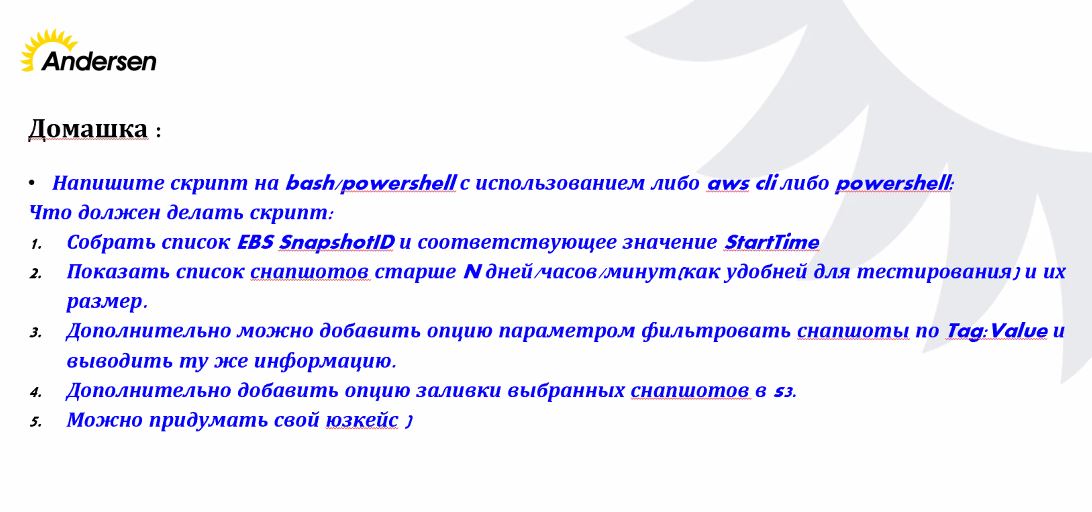 Andersen
Домашка :
• Напишите скрипт на bash/powershell с использованием либо aws cli либо powershell:
Что должен делать скрипт:
1. Собрать список EBS SnapshotID и соответствующее значение StartTime
2. Показать список снапшотов старше N дней/часов/минут(как удобней для тестирования) и их
размер.
3. Дополнительно можно добавить опцию параметром фильтровать снапшоты по Tag:Value и
выводить ту же информацию.
4. Дополнительно добавить опцию заливки выбранных снапшотов в s3.
5. Можно придумать свой юзкейс )